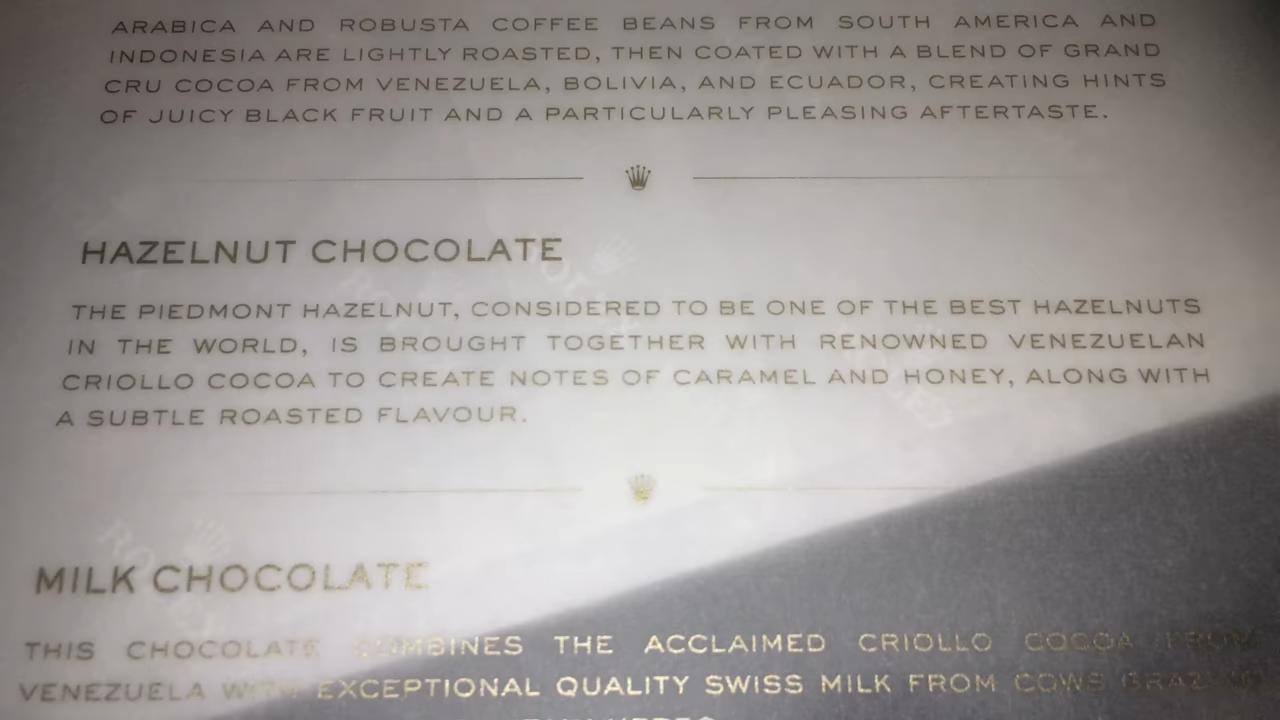 ARABICA AND ROBUSTA COFFEE BEANS FROM SOUTH AMERICA AND
INDONESIA ARE LIGHTLY ROASTED, THEN COATED WITH A BLEND OF GRAND
CRU COCOA FROM VENEZUELA, BOLIVIA, AND ECUADOR, CREATING HINTS
OF JUICY BLACK FRUIT AND A PARTICULARLY PLEASING AFTERTASTE.
HAZELNUT CHOCOLATE
THE PIEDMONT HAZELNUT, CONSIDERED TO BE ONE OF THE BEST HAZELNUTS
IN THE WORLD, IS BROUGHT TOGETHER WITH RENOWNED VENEZUELAN
CRIOLLO COCOA TO CREATE NOTES OF CARAMEL AND HONEY, ALONG WITH
A SUBTLE ROASTED FLAVOUR.
MILK CHOCOLATE
THIS CHOCOLATE COMBINES THE ACCLAIMED CRIOLLO COCOA FROM
VENEZUELA WITH EXCEPTIONAL QUALITY SWISS MILK FROM COWS GRAZING